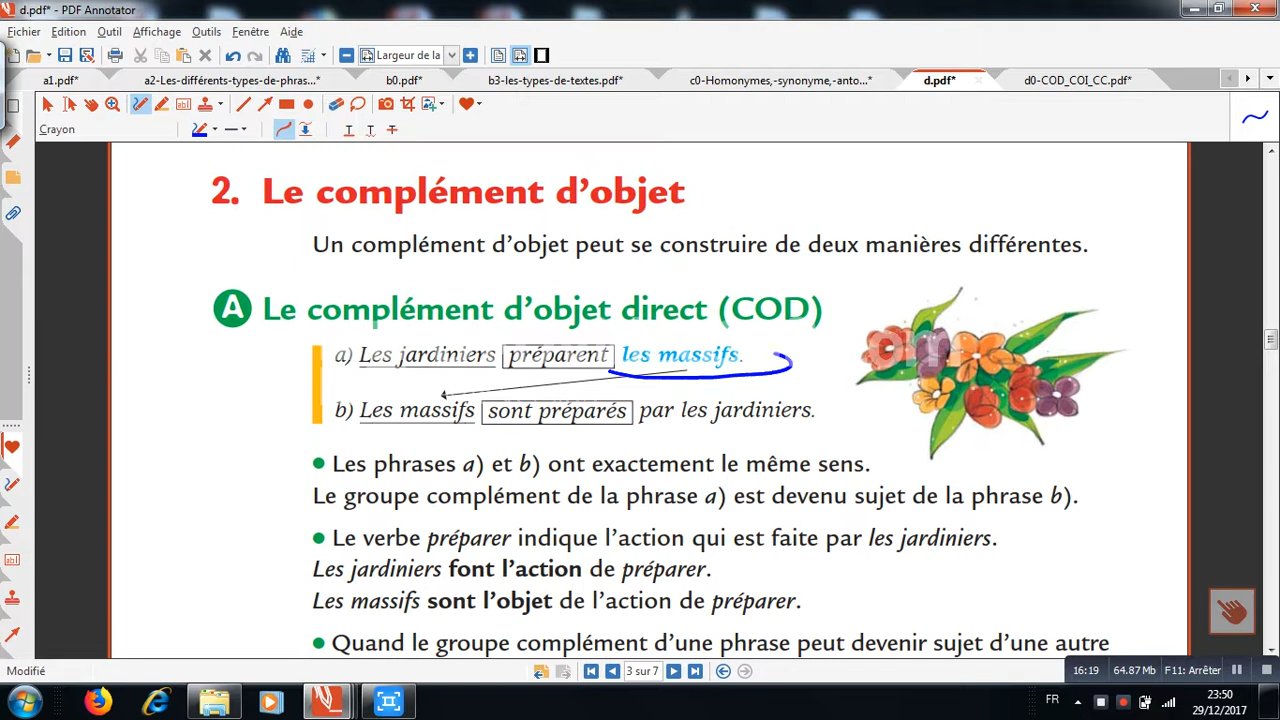 d.pdf* - PDF Annotator
Fichier Edition Outil Affichage Outils Fenêtre Aide
Largeur de la
a1.pdf* a2-Les-différents-types-de-phras... b0.pdf* b3-les-types-de-textes.pdf* c0-Homonymes,-synonyme,-anto... d.pdf* d0-COD_COI_CC.pdf*
Crayon
2. Le complément d'objet
Un complément d'objet peut se construire de deux manières différentes.
A Le complément d'objet direct (COD)
a) Les jardiniers préparent les massifs.
b) Les massifs sont préparés par les jardiniers.
• Les phrases a) et b) ont exactement le même sens.
Le groupe complément de la phrase a) est devenu sujet de la phrase b).
• Le verbe préparer indique l'action qui est faite par les jardiniers.
Les jardiniers font l'action de préparer.
Les massifs sont l'objet de l'action de préparer.
• Quand le groupe complément d'une phrase peut devenir sujet d'une autre
Modifié 3 sur 7 16:19 64.87 Mb F11: Arrêter
FR 23:50
29/12/2017